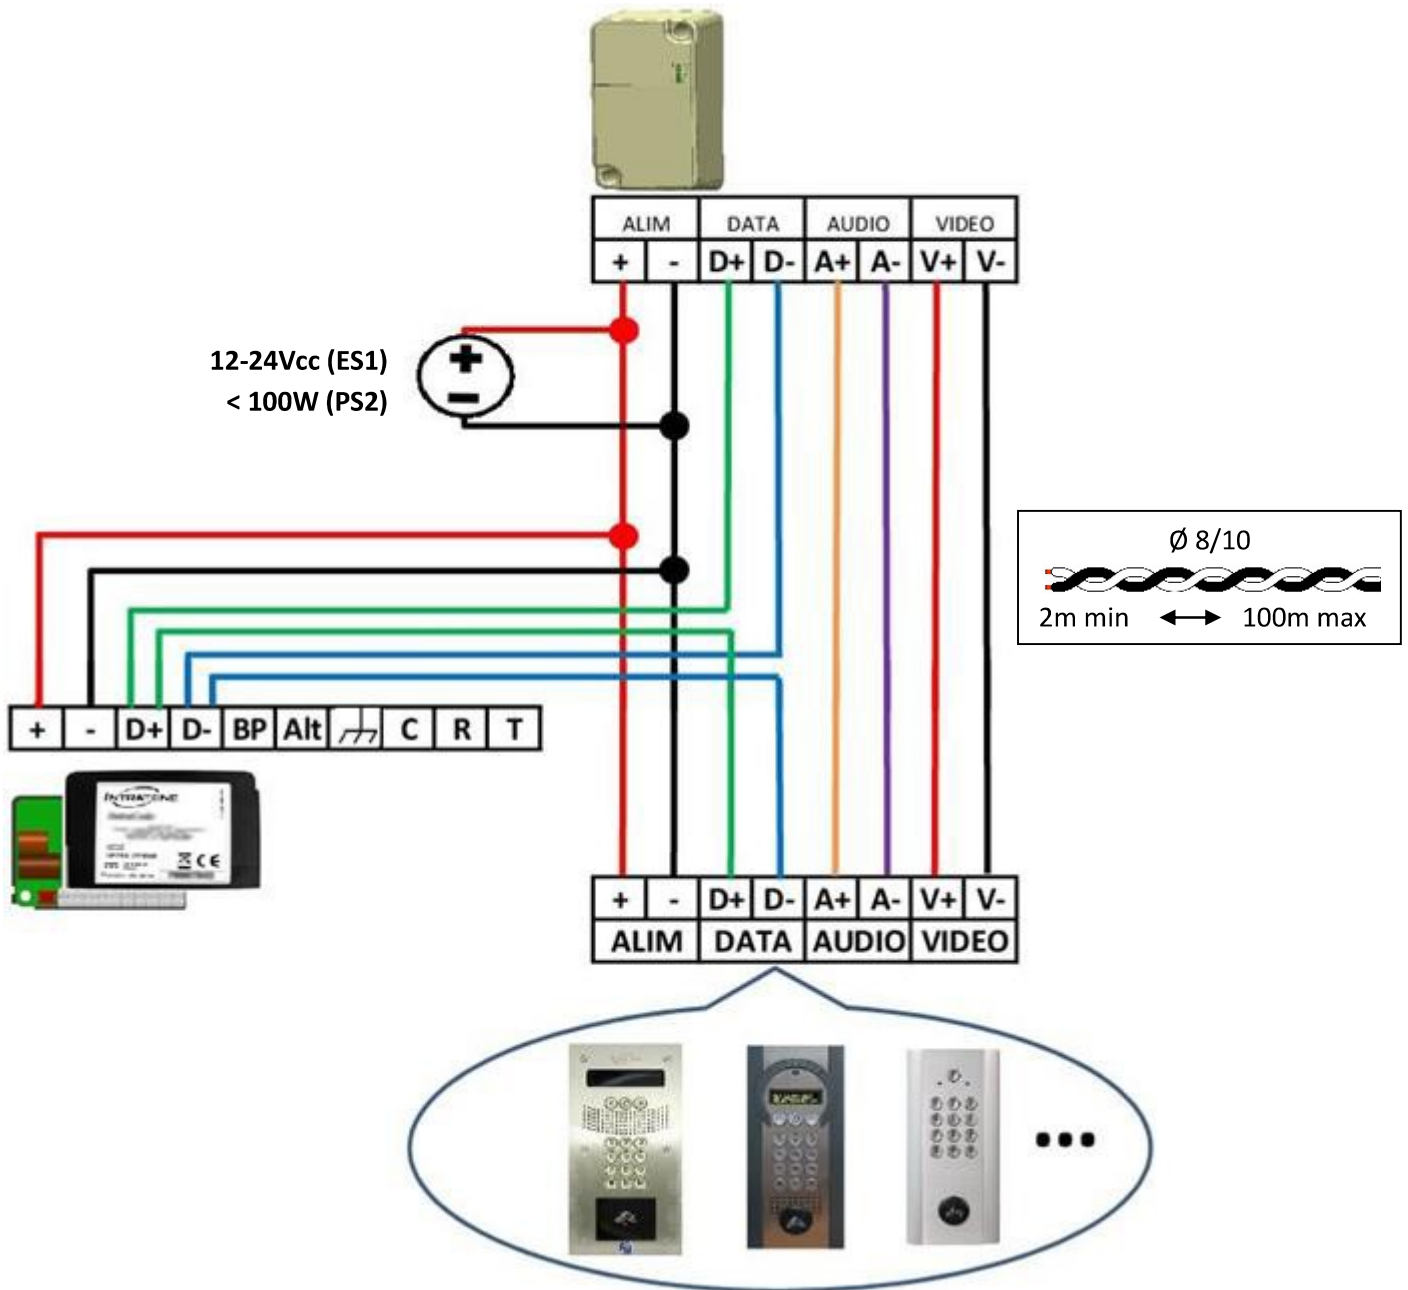 ALIM DATA AUDIO VIDEO
+ - D+ D- A+ A- V+ V-
12-24Vcc (ES1)
< 100W (PS2)
Ø 8/10
2m min 100m max
+ - D+ D- BP Alt C R T
INTRATONE
CE
+ - D+ D- A+ A- V+ V-
ALIM DATA AUDIO VIDEO